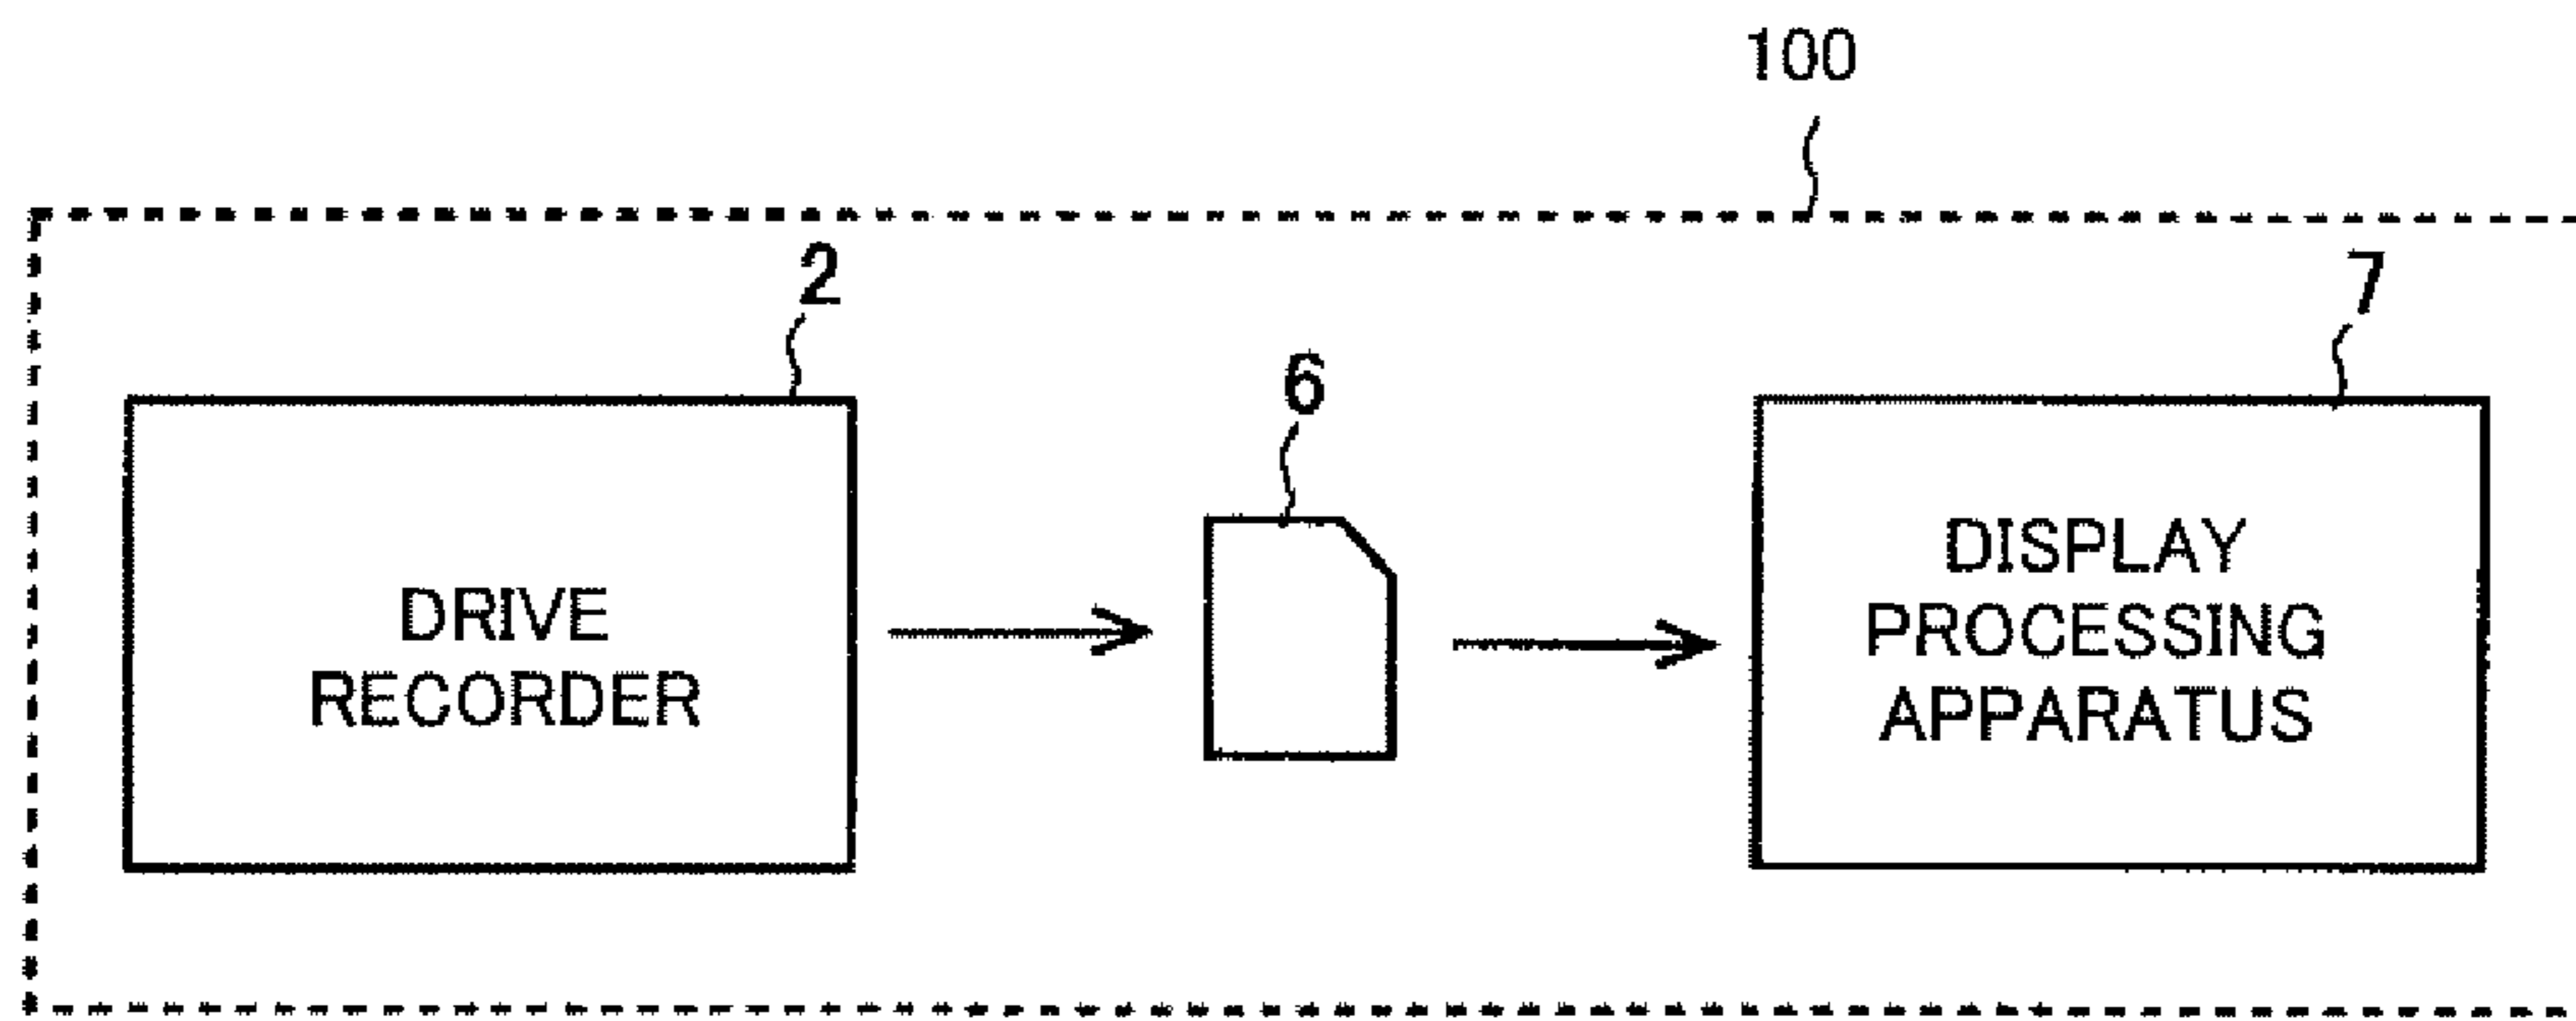 100
2
7
6
DRIVE
RECORDER
DISPLAY
PROCESSING
APPARATUS